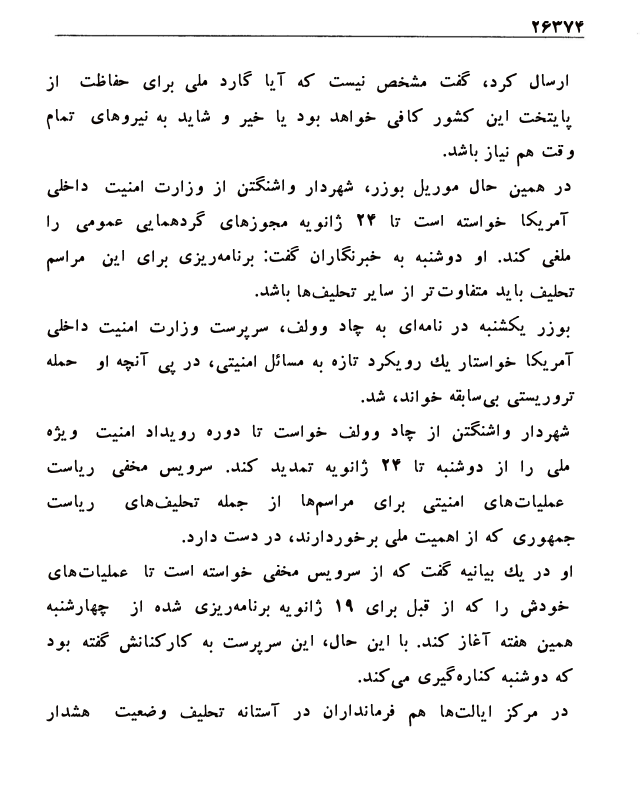 ۲۶۳۷۴
ارسال کرد، گفت مشخص نیست که آیا گارد ملی برای حفاظت از
پایتخت این کشور کافی خواهد بود یا خیر و شاید به نیروهای تمام
وقت هم نیاز باشد.
در همین حال موریل بوزر، شهردار واشنگتن از وزارت امنیت داخلی
آمریکا خواسته است تا ۲۴ ژانویه مجوزهای گردهمایی عمومی را
ملغی کند. او دوشنبه به خبرنگاران گفت: برنامه‌ریزی برای این مراسم
تحلیف باید متفاوت‌تر از سایر تحلیف‌ها باشد.
بوزر یکشنبه در نامه‌ای به چاد وولف، سرپرست وزارت امنیت داخلی
آمریکا خواستار یك رویکرد تازه به مسائل امنیتی، در پی آنچه او حمله
تروریستی بی‌سابقه خواند، شد.
شهردار واشنگتن از چاد وولف خواست تا دوره رویداد امنیت ویژه
ملی را از دوشنبه تا ۲۴ ژانویه تمدید کند. سرویس مخفی ریاست
عملیات‌های امنیتی برای مراسم‌ها از جمله تحلیف‌های ریاست
جمهوری که از اهمیت ملی برخوردارند، در دست دارد.
او در یك بیانیه گفت که از سرویس مخفی خواسته است تا عملیات‌های
خودش را که از قبل برای ۱۹ ژانویه برنامه‌ریزی شده از چهارشنبه
همین هفته آغاز کند. با این حال، این سرپرست به کارکنانش گفته بود
که دوشنبه کناره‌گیری می‌کند.
در مرکز ایالت‌ها هم فرمانداران در آستانه تحلیف وضعیت هشدار